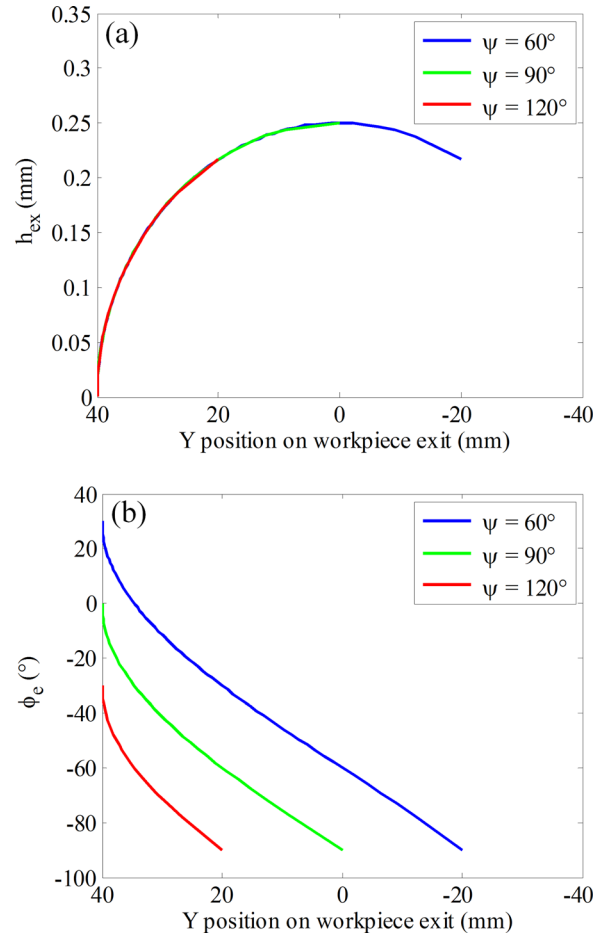 (a)
ψ = 60°
ψ = 90°
ψ = 120°
0.35
0.3
0.25
0.2
0.15
0.1
0.05
0
h_ex (mm)
40 20 0 -20 -40
Y position on workpiece exit (mm)
(b)
ψ = 60°
ψ = 90°
ψ = 120°
40
20
0
-20
-40
-60
-80
-100
ϕ_e (°)
40 20 0 -20 -40
Y position on workpiece exit (mm)